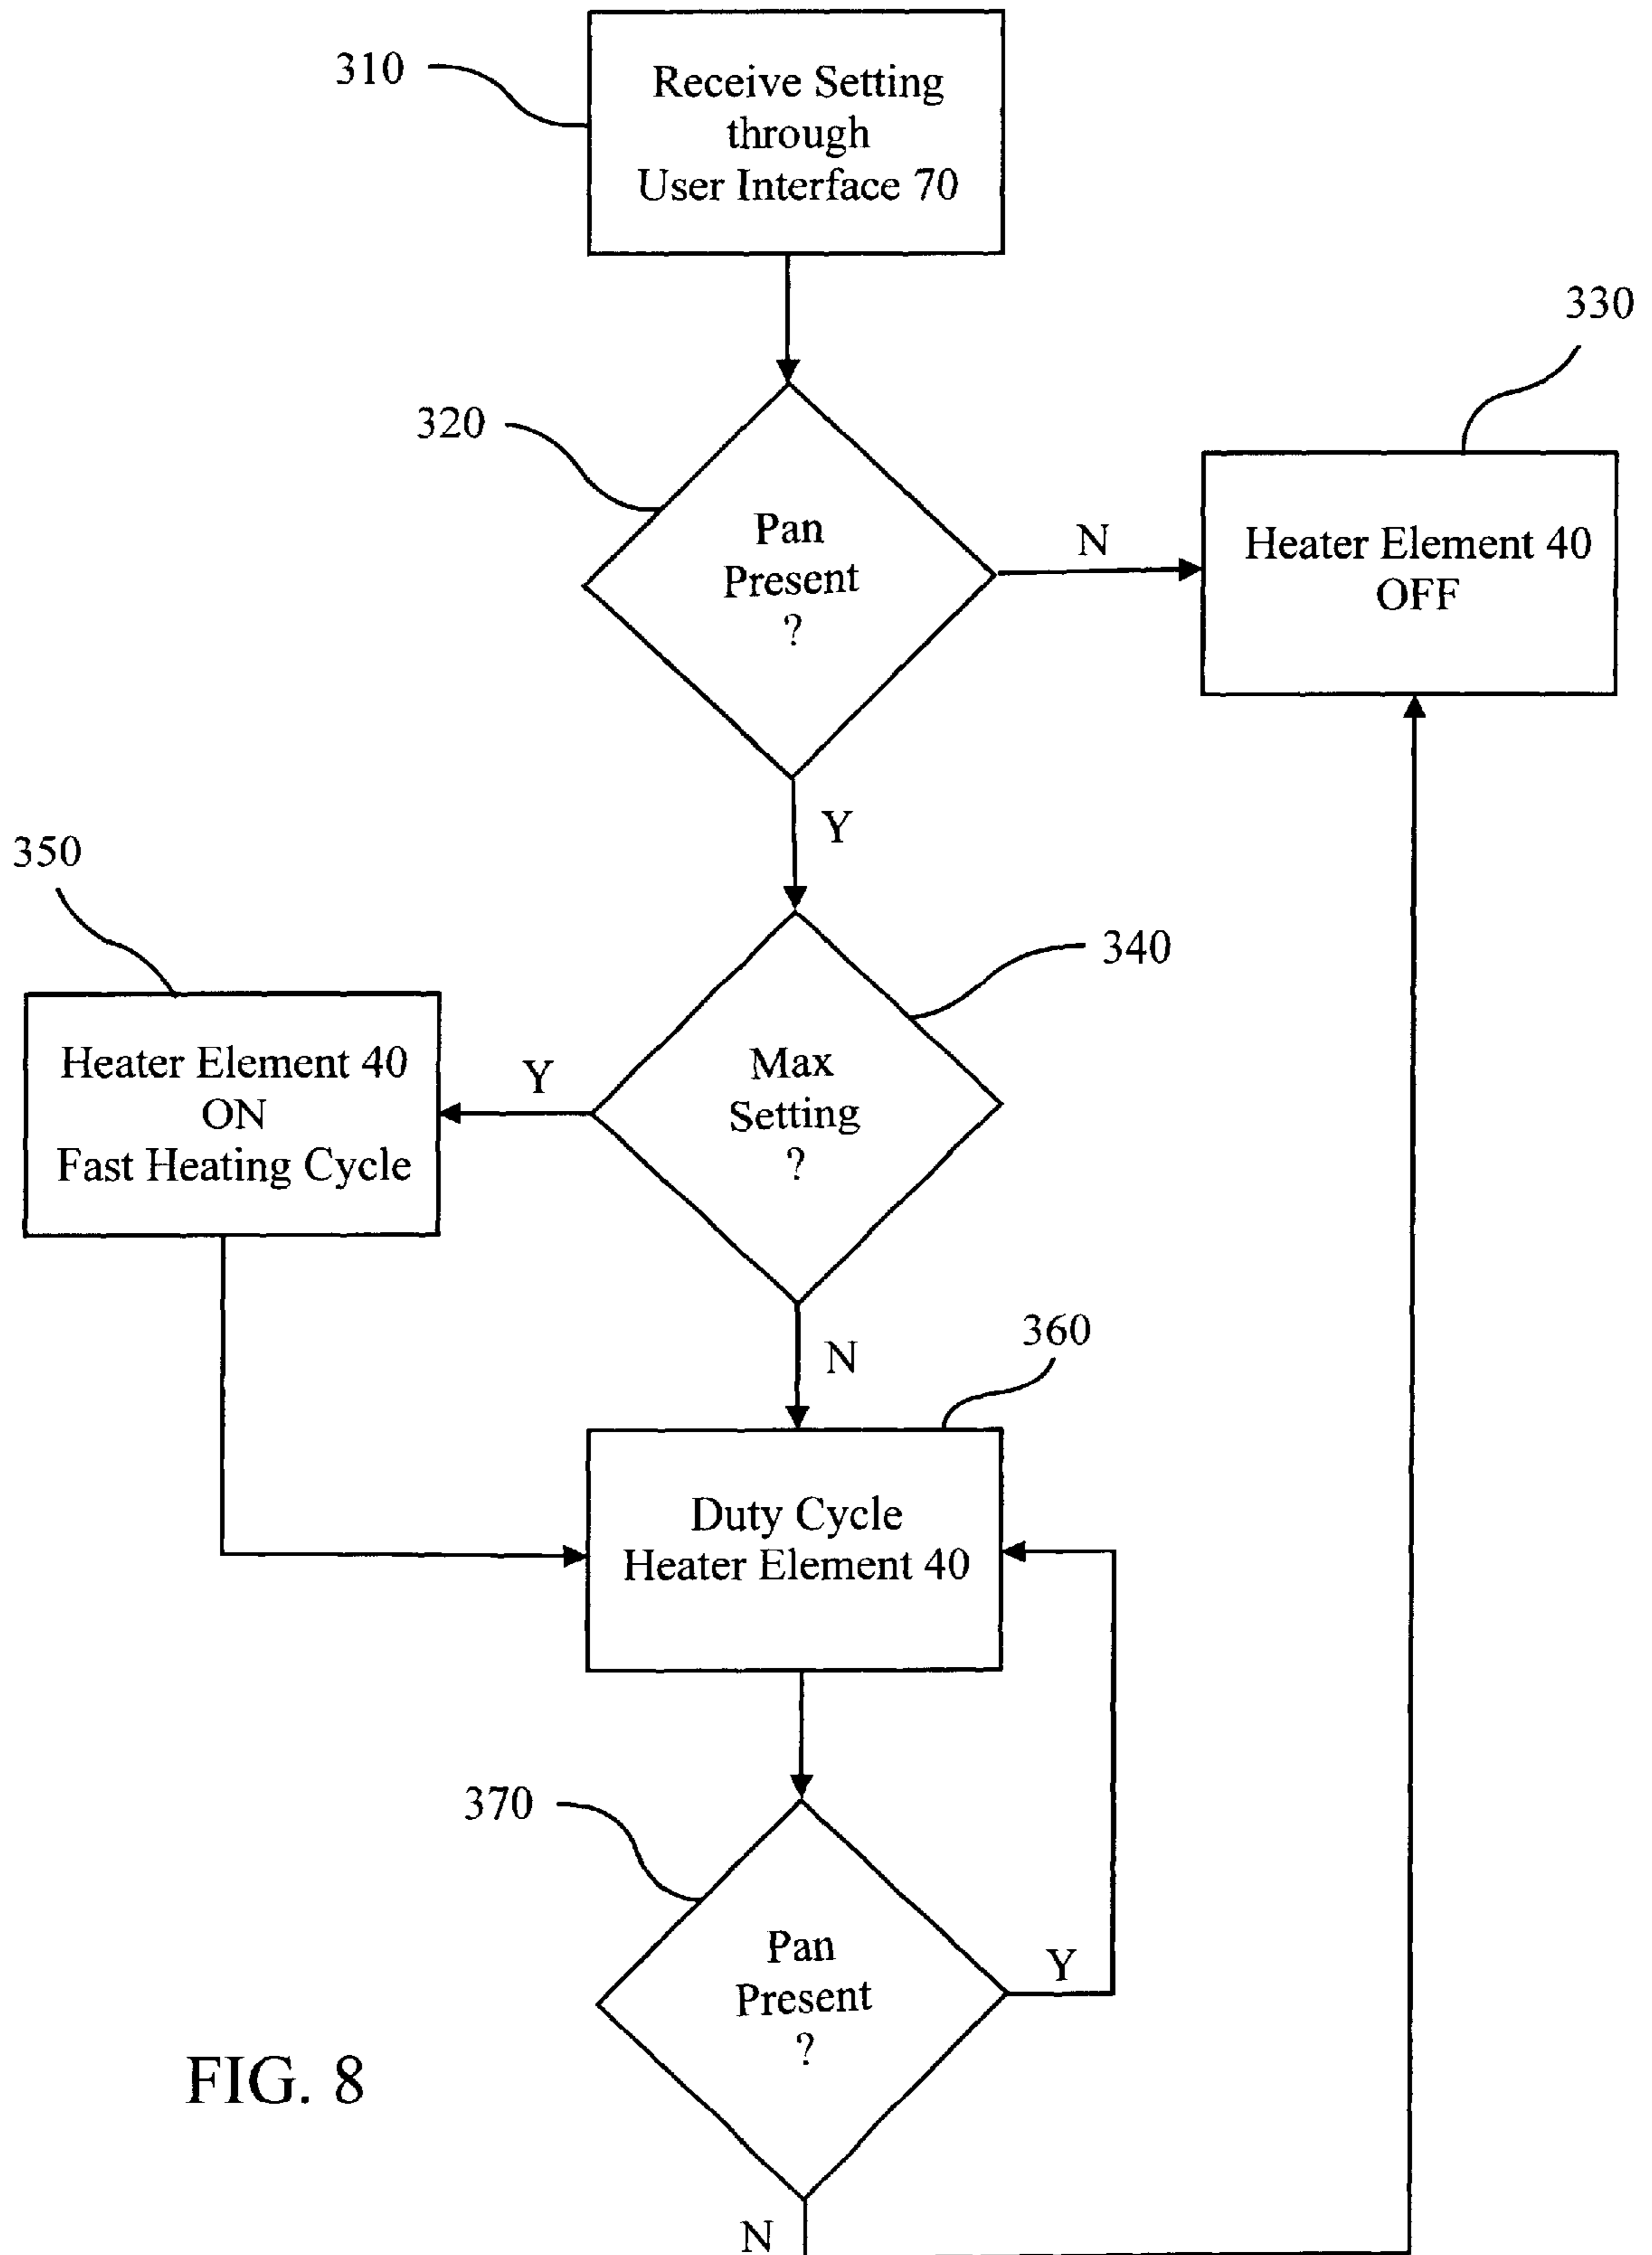 310
Receive Setting
through
User Interface 70
330
320
Pan
Present
?
N
Heater Element 40
OFF
Y
350
340
Heater Element 40
ON
Fast Heating Cycle
Y
Max
Setting
?
N
360
Duty Cycle
Heater Element 40
370
Pan
Present
?
Y
FIG. 8
N